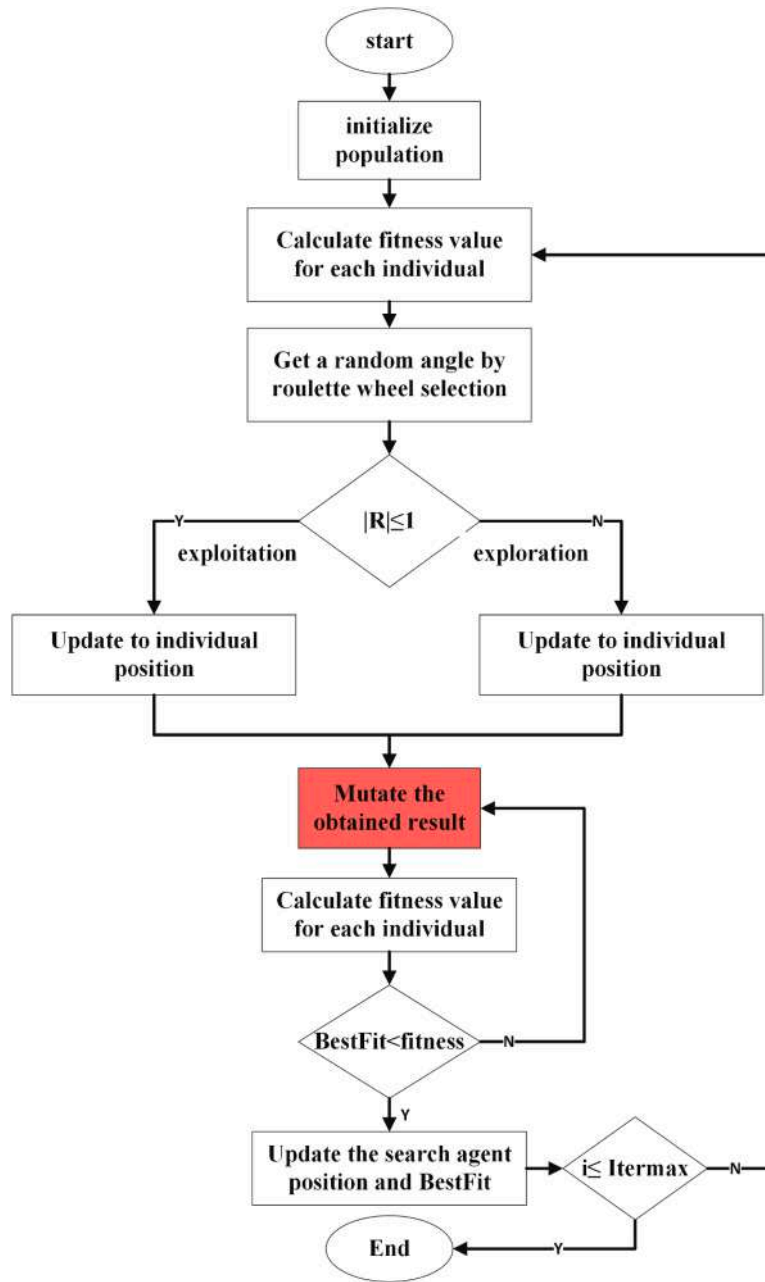 start
initialize
population
Calculate fitness value
for each individual
Get a random angle by
roulette wheel selection
|R|≤1
Y
N
exploitation
exploration
Update to individual
position
Update to individual
position
Mutate the
obtained result
Calculate fitness value
for each individual
BestFit<fitness
N
Y
Update the search agent
position and BestFit
i≤ Itermax
N
Y
End